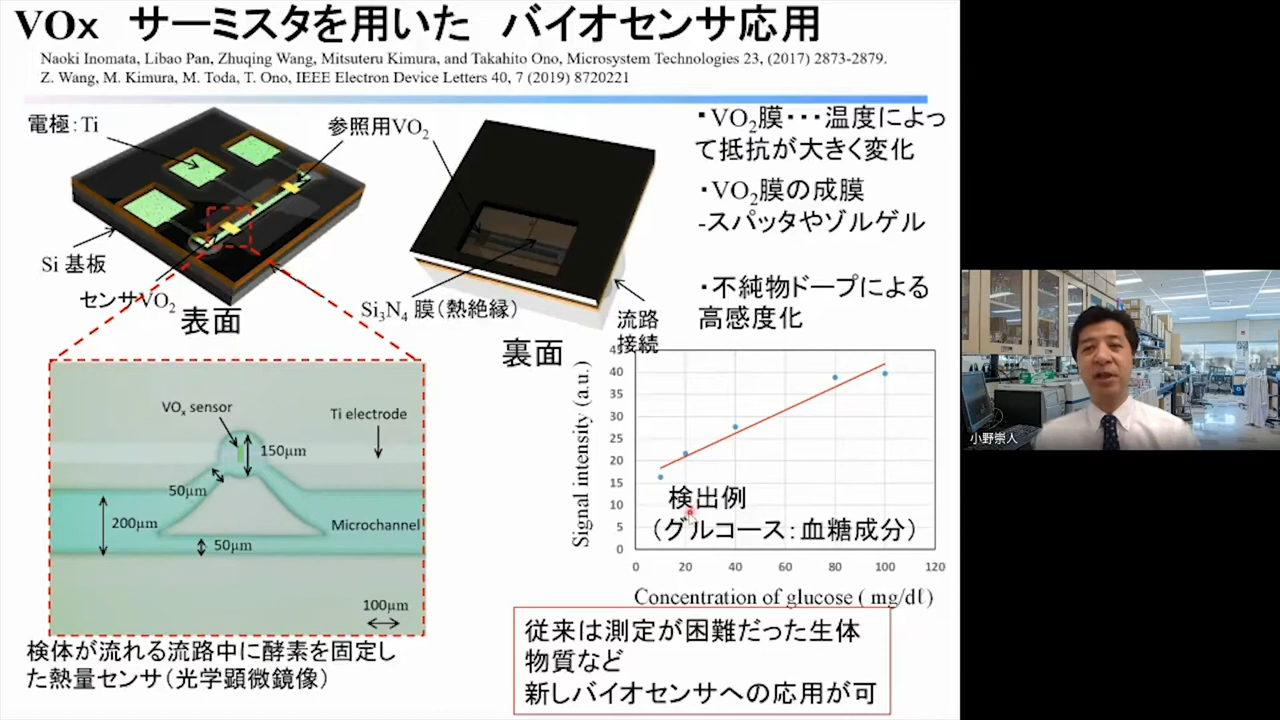 VOx サーミスタを用いた バイオセンサ応用
Naoki Inomata, Libao Pan, Zhuqing Wang, Mitsuteru Kimura, and Takahito Ono, Microsystem Technologies 23, (2017) 2873-2879.
Z. Wang, M. Kimura, M. Toda, T. Ono, IEEE Electron Device Letters 40, 7 (2019) 8720221
電極：Ti
参照用VO2
Si 基板
センサVO2
表面
Si3N4 膜（熱絶縁）
裏面
流路
接続
・VO2膜・・・温度によっ
て抵抗が大きく変化
・VO2膜の成膜
-スパッタやゾルゲル
・不純物ドープによる
高感度化
VOx sensor
Ti electrode
150μm
50μm
200μm
Microchannel
50μm
100μm
検体が流れる流路中に酵素を固定し
た熱量センサ（光学顕微鏡像）
Signal intensity (a.u.)
45
40
35
30
25
20
15
10
5
0
検出例
（グルコース：血糖成分）
0 20 40 60 80 100 120
Concentration of glucose ( mg/dℓ)
従来は測定が困難だった生体
物質など
新しバイオセンサへの応用が可
小野崇人